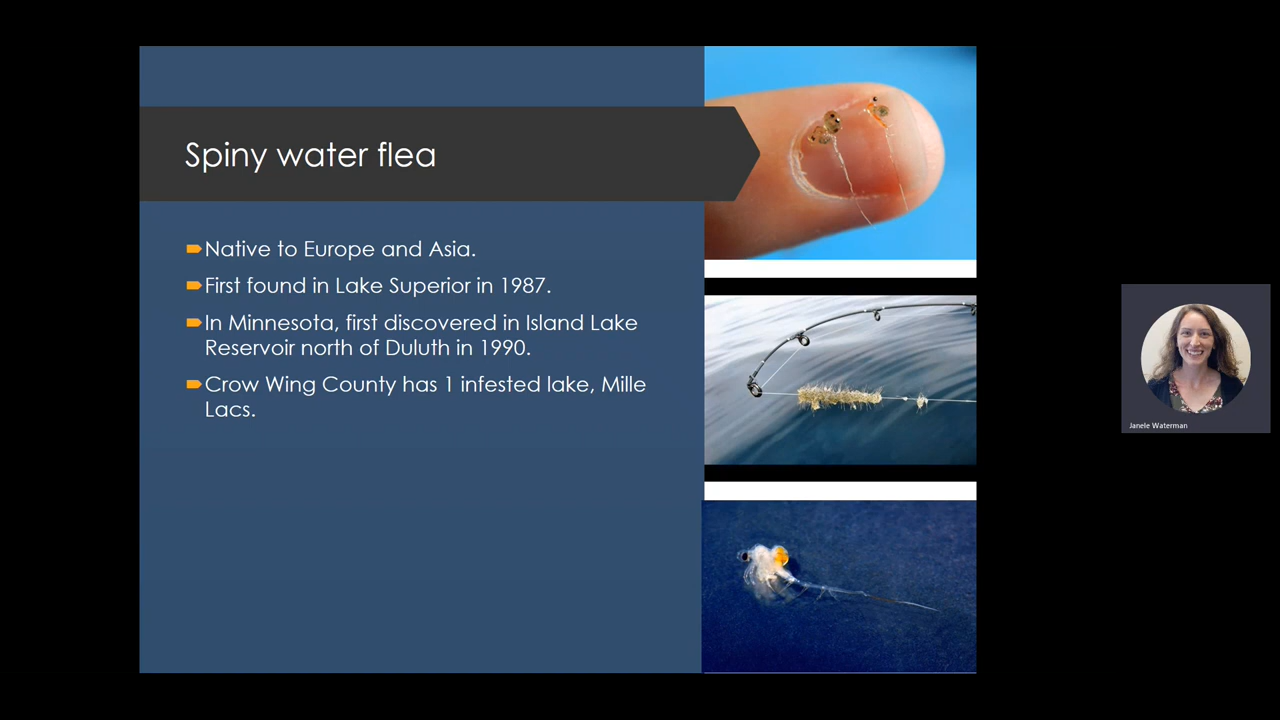 Spiny water flea
Native to Europe and Asia.
First found in Lake Superior in 1987.
In Minnesota, first discovered in Island Lake
Reservoir north of Duluth in 1990.
Crow Wing County has 1 infested lake, Mille
Lacs.
Janele Waterman